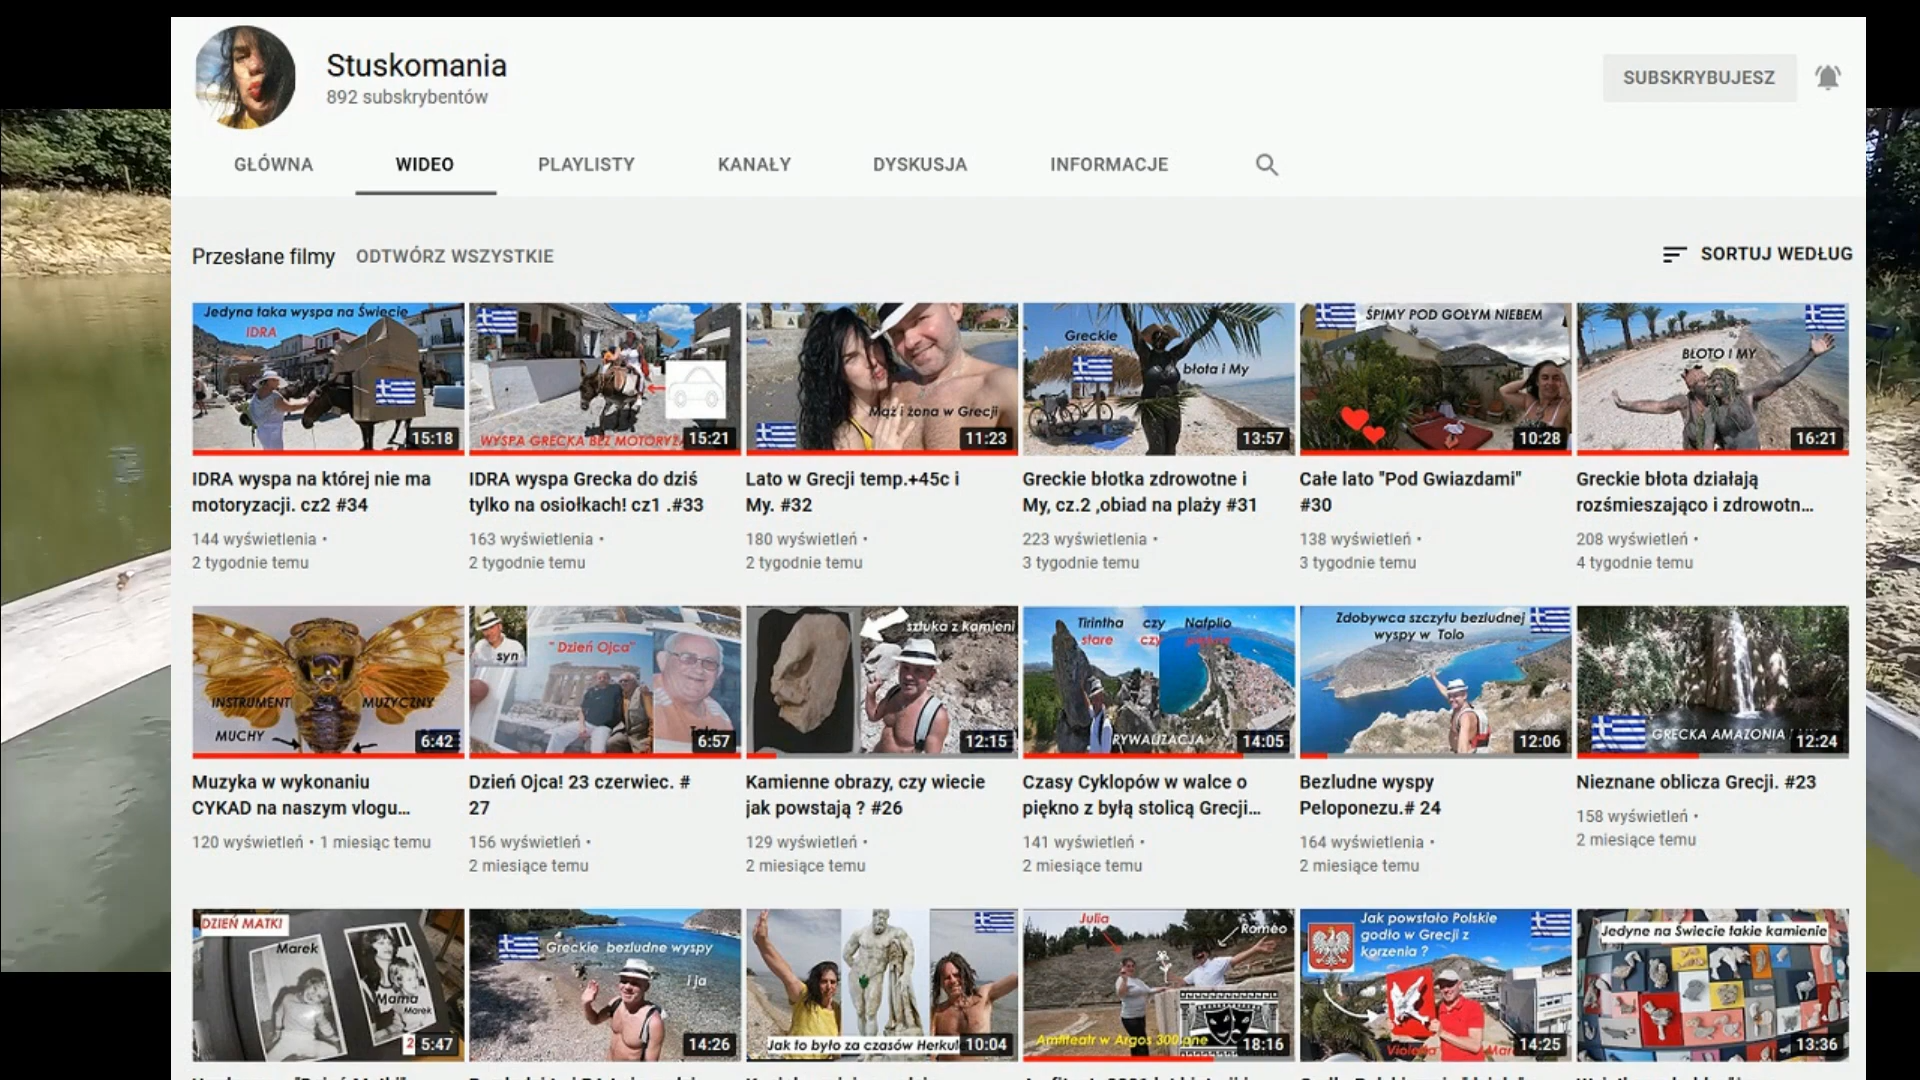 Stuskomania
892 subskrybentów
SUBSKRYBUJESZ
GŁÓWNA
WIDEO
PLAYLISTY
KANAŁY
DYSKUSJA
INFORMACJE
Przesłane filmy
ODTWÓRZ WSZYSTKIE
SORTUJ WEDŁUG
Jedyna taka wyspa na Świecie
IDRA
15:18
WYSPA GRECKA BEZ MOTORYZA
15:21
Mąż i żona w Grecji
11:23
Greckie
błota i My
13:57
ŚPIMY POD GOŁYM NIEBEM
10:28
BŁOTO I MY
16:21
IDRA wyspa na której nie ma
motoryzacji. cz2 #34
144 wyświetlenia •
2 tygodnie temu
IDRA wyspa Grecka do dziś
tylko na osiołkach! cz1 .#33
163 wyświetlenia •
2 tygodnie temu
Lato w Grecji temp.+45c i
My. #32
180 wyświetleń •
2 tygodnie temu
Greckie błotka zdrowotne i
My, cz.2 ,obiad na plaży #31
223 wyświetlenia •
3 tygodnie temu
Całe lato "Pod Gwiazdami"
#30
138 wyświetleń •
3 tygodnie temu
Greckie błota działają
rozśmieszająco i zdrowotn...
208 wyświetleń •
4 tygodnie temu
INSTRUMENT MUZYCZNY
MUCHY
6:42
syn
"Dzień Ojca"
6:57
sztuka z kamieni
12:15
Tirintha czy Nafplio
stare czy
RYWALIZACJA
14:05
Zdobywca szczytu bezludnej
wyspy w Tolo
12:06
GRECKA AMAZONIA
12:24
Muzyka w wykonaniu
CYKAD na naszym vlogu...
120 wyświetleń • 1 miesiąc temu
Dzień Ojca! 23 czerwiec. #
27
156 wyświetleń •
2 miesiące temu
Kamienne obrazy, czy wiecie
jak powstają ? #26
129 wyświetleń •
2 miesiące temu
Czasy Cyklopów w walce o
piękno z byłą stolicą Grecji...
141 wyświetleń •
2 miesiące temu
Bezludne wyspy
Peloponezu.# 24
164 wyświetlenia •
2 miesiące temu
Nieznane oblicza Grecji. #23
158 wyświetleń •
2 miesiące temu
DZIEŃ MATKI
Marek
Mama
Marek
2
5:47
Greckie bezludne wyspy
i ja
14:26
Jak to było za czasów Herkul
10:04
Julia
Romeo
Amfiteatr w Argos 300
18:16
Jak powstało Polskie
godło w Grecji z
korzenia ?
14:25
Jedyne na Świecie takie kamienie
13:36